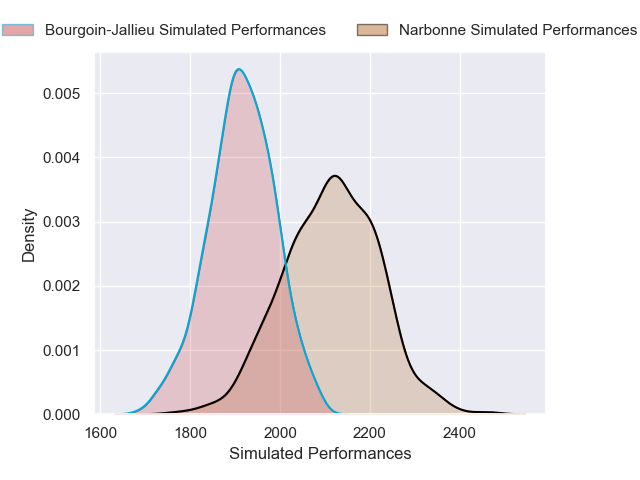 Bourgoin-Jallieu Simulated Performances Narbonne Simulated Performances
0.005
0.004
0.003
0.002
0.001
0.000
Density
1600 1800 2000 2200 2400
Simulated Performances